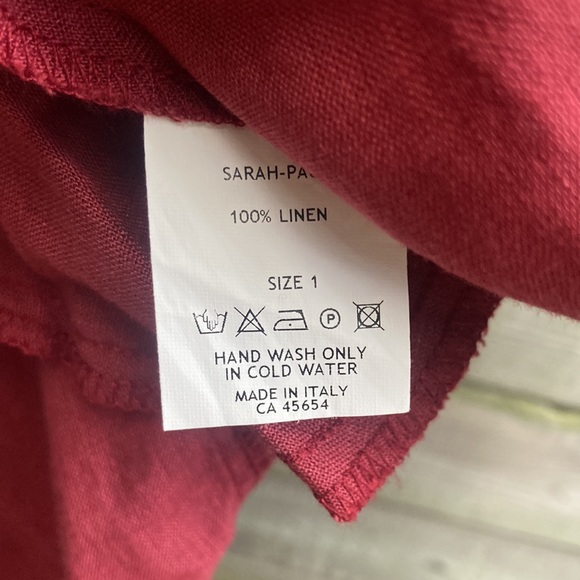 SARAH-PA
100% LINEN
SIZE 1
P
HAND WASH ONLY
IN COLD WATER
MADE IN ITALY
CA 45654